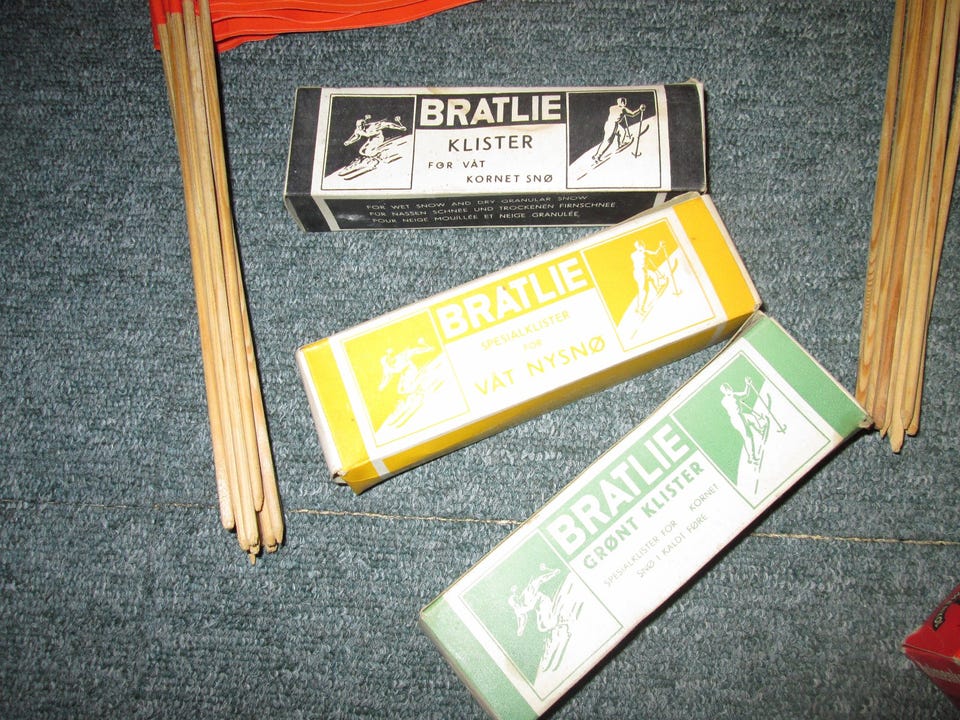 BRATLIE
KLISTER
FOR VÅT
KORNET SNØ
FOR WET SNOW AND DRY GRANULAR SNOW
FÜR NASSEN SCHNEE UND TROCKENEN FIRNSCHNEE
POUR NEIGE MOUILLÉE ET NEIGE GRANULÉE
BRATLIE
SPESIALKLISTER
FOR
VÅT NYSNØ
BRATLIE
GRØNT KLISTER
SPESIALKLISTER FOR KORNET
SNØ I KALDT FØRE